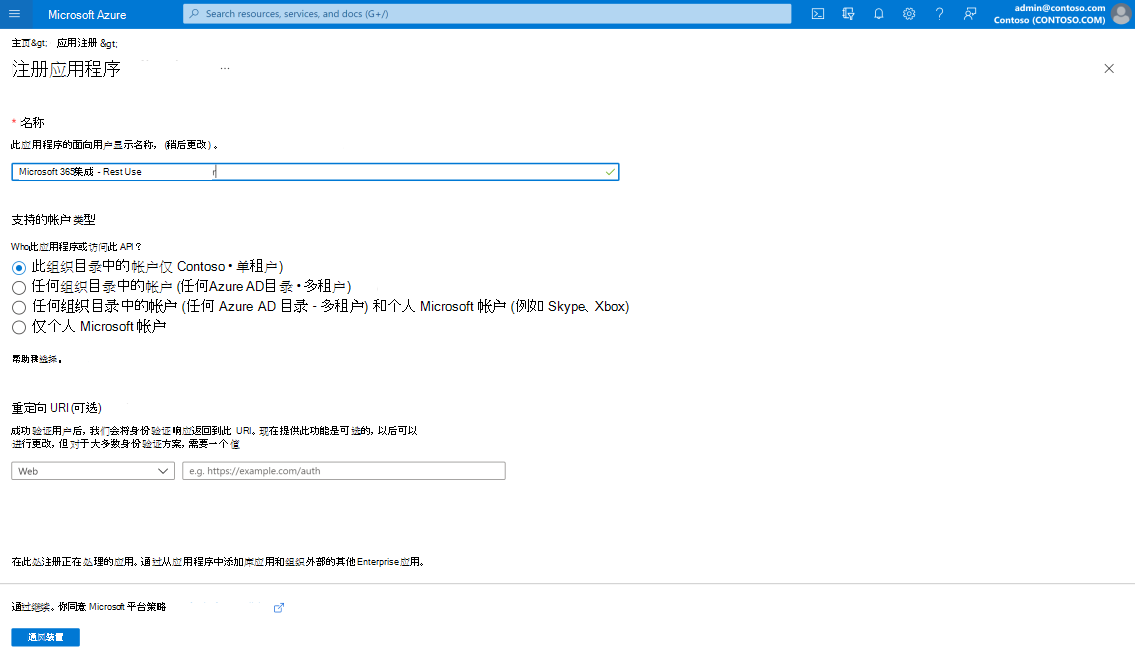 Microsoft Azure
Search resources, services, and docs (G+/)
admin@contoso.com
Contoso (CONTOSO.COM)
主页&gt; 应用注册 &gt;
注册应用程序 ...
* 名称
此应用程序的面向用户显示名称, (稍后更改) 。
Microsoft 365集成 - Rest Use r
支持的帐户类型
Who此应用程序或访问此 API?
此组织目录中的帐户仅 Contoso • 单租户)
任何组织目录中的帐户 (任何Azure AD目录 • 多租户)
任何组织目录中的帐户 (任何 Azure AD 目录 - 多租户) 和个人 Microsoft 帐户 (例如 Skype、Xbox)
仅个人 Microsoft 帐户
帮助我选择。
重定向 URI (可选)
成功验证用户后, 我们会将身份验证响应返回到此 URI。现在提供此功能是可选的, 以后可以
进行更改, 但对于大多数身份验证方案, 需要一个值
Web
e.g. https://example.com/auth
在此处注册正在处理的应用。通过从应用程序中添加库应用和组织外部的其他 Enterprise 应用。
通过继续。你同意 Microsoft 平台策略
通风装置